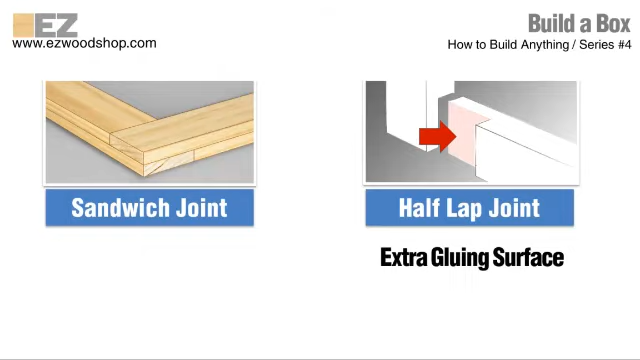 EZ
www.ezwoodshop.com
Build a Box
How to Build Anything / Series #4
Sandwich Joint
Half Lap Joint
Extra Gluing Surface